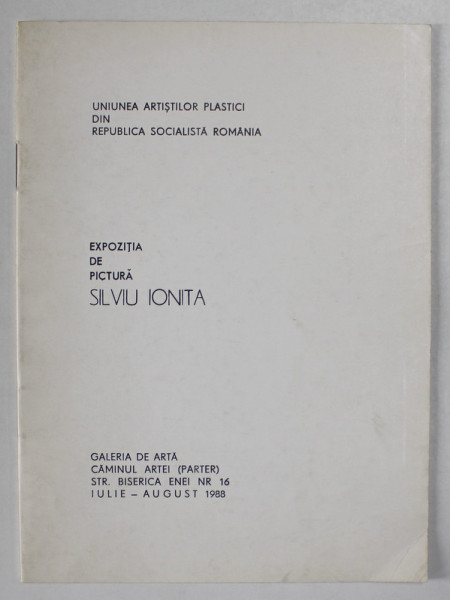 UNIUNEA ARTIȘTILOR PLASTICI
DIN
REPUBLICA SOCIALISTĂ ROMÂNIA
EXPOZIȚIA
DE
PICTURĂ
SILVIU IONITA
GALERIA DE ARTĂ
CĂMINUL ARTEI (PARTER)
STR. BISERICA ENEI NR 16
IULIE – AUGUST 1988